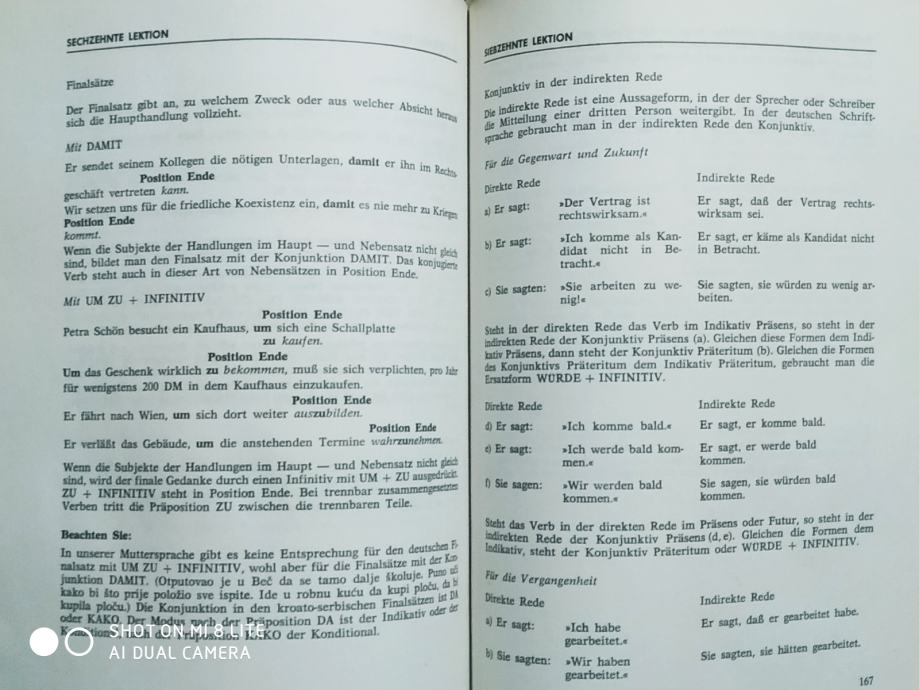 SECHZEHNTE LEKTION
Finalsätze
Der Finalsatz gibt an, zu welchem Zweck oder aus welcher Absicht heraus
sich die Haupthandlung vollzieht.
Mit DAMIT
Er sendet seinem Kollegen die nötigen Unterlagen, damit er ihn im Rechts-
Position Ende
geschäft vertreten kann.
Wir setzen uns für die friedliche Koexistenz ein, damit es nie mehr zu Kriegen
Position Ende
kommt.
Wenn die Subjekte der Handlungen im Haupt — und Nebensatz nicht gleich
sind, bildet man den Finalsatz mit der Konjunktion DAMIT. Das konjugierte
Verb steht auch in dieser Art von Nebensätzen in Position Ende.
Mit UM ZU + INFINITIV
Position Ende
Petra Schön besucht ein Kaufhaus, um sich eine Schallplatte
zu kaufen.
Position Ende
Um das Geschenk wirklich zu bekommen, muß sie sich verplichten, pro Jahr
für wenigstens 200 DM in dem Kaufhaus einzukaufen.
Position Ende
Er fährt nach Wien, um sich dort weiter auszubilden.
Position Ende
Er verläßt das Gebäude, um die anstehenden Termine wahrzunehmen.
Wenn die Subjekte der Handlungen im Haupt — und Nebensatz nicht gleich
sind, wird der finale Gedanke durch einen Infinitiv mit UM + ZU ausgedrückt.
ZU + INFINITIV steht in Position Ende. Bei trennbar zusammengesetzten
Verben tritt die Präposition ZU zwischen die trennbaren Teile.
Beachten Sie:
In unserer Muttersprache gibt es keine Entsprechung für den deutschen Fi-
nalsatz mit UM ZU + INFINITIV, wohl aber für die Finalsätze mit der Kon-
junktion DAMIT. (Otputovao je u Beč da se tamo dalje školuje. Puno uči
kako bi što prije položio sve ispite. Ide u robnu kuću da kupi ploču, da bi
kupila ploču.) Die Konjunktion in den kroato-serbischen Finalsätzen ist DA
oder KAKO. Der Modus nach der Präposition DA ist der Indikativ oder der
KAKO der Konditional.
SHOT ON MI 8 LITE
AI DUAL CAMERA
SIEBZEHNTE LEKTION
Konjunktiv in der indirekten Rede
Die indirekte Rede ist eine Aussageform, in der der Sprecher oder Schreiber
die Mitteilung einer dritten Person weitergibt. In der deutschen Schrift-
sprache gebraucht man in der indirekten Rede den Konjunktiv.
Für die Gegenwart und Zukunft
Direkte Rede Indirekte Rede
a) Er sagt: »Der Vertrag ist Er sagt, daß der Vertrag rechts-
rechtswirksam.« wirksam sei.
b) Er sagt: »Ich komme als Kan- Er sagt, er käme als Kandidat nicht
didat nicht in Be- in Betracht.
tracht.«
c) Sie sagten: »Sie arbeiten zu we- Sie sagten, sie würden zu wenig ar-
nig!« beiten.
Steht in der direkten Rede das Verb im Indikativ Präsens, so steht in der
indirekten Rede der Konjunktiv Präsens (a). Gleichen diese Formen dem Indi-
kativ Präsens, dann steht der Konjunktiv Präteritum (b). Gleichen die Formen
des Konjunktivs Präteritum dem Indikativ Präteritum, gebraucht man die
Ersatzform WÜRDE + INFINITIV.
Direkte Rede Indirekte Rede
d) Er sagt: »Ich komme bald.« Er sagt, er komme bald.
e) Er sagt: »Ich werde bald kom- Er sagt, er werde bald
men.« kommen.
f) Sie sagen: »Wir werden bald Sie sagen, sie würden bald
kommen.« kommen.
Steht das Verb in der direkten Rede im Präsens oder Futur, so steht in der
indirekten Rede der Konjunktiv Präsens (d, e). Gleichen die Formen dem
Indikativ, steht der Konjunktiv Präteritum oder WÜRDE + INFINITIV.
Für die Vergangenheit
Direkte Rede Indirekte Rede
a) Er sagt: »Ich habe Er sagt, daß er gearbeitet habe.
gearbeitet.«
b) Sie sagten: »Wir haben Sie sagten, sie hätten gearbeitet.
gearbeitet.«
167